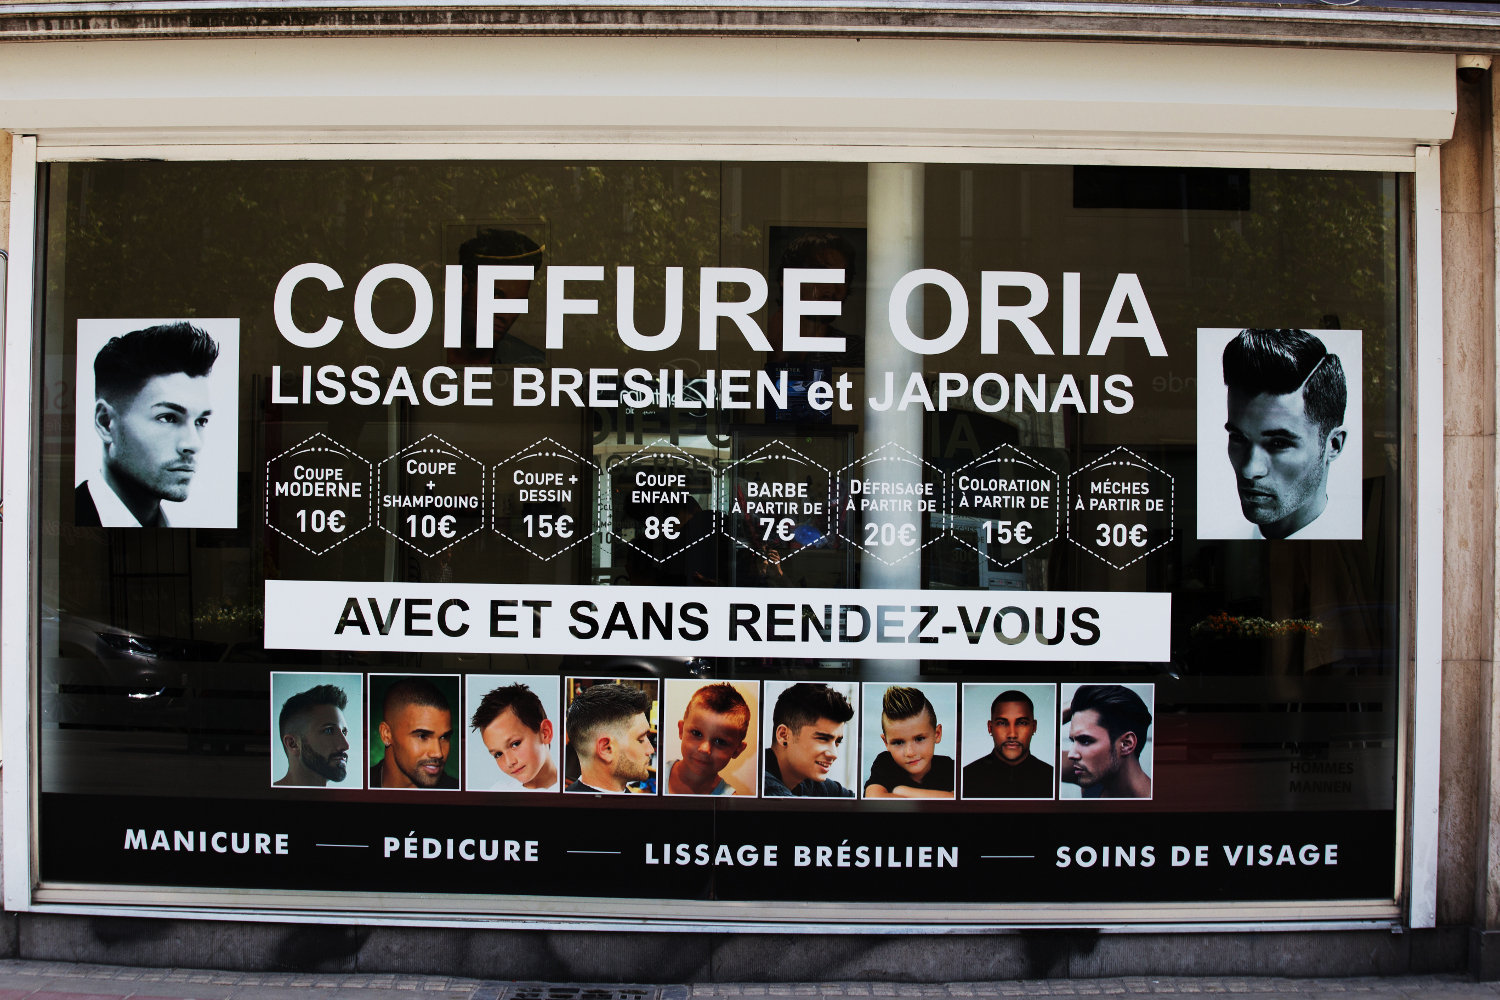 COIFFURE ORIA
LISSAGE BRESILIEN et JAPONAIS
COUPE
MODERNE
10€
COUPE
+
SHAMPOOING
10€
COUPE +
DESSIN
15€
COUPE
ENFANT
8€
BARBE
À PARTIR DE
7€
DÉFRISAGE
À PARTIR DE
20€
COLORATION
À PARTIR DE
15€
MÉCHES
À PARTIR DE
30€
AVEC ET SANS RENDEZ-VOUS
HOMMES
MANNEN
MANICURE — PÉDICURE — LISSAGE BRÉSILIEN — SOINS DE VISAGE